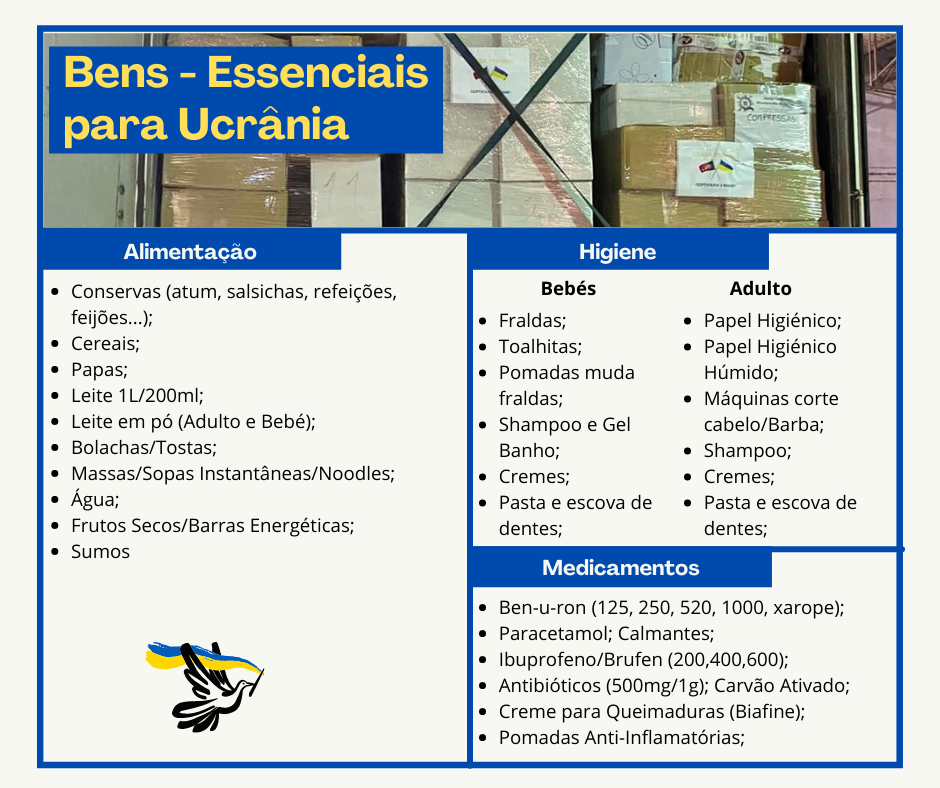 Bens - Essenciais
para Ucrânia
COMPRESSAS
Alimentação
Conservas (atum, salsichas, refeições,
feijões...);
Cereais;
Papas;
Leite 1L/200ml;
Leite em pó (Adulto e Bebé);
Bolachas/Tostas;
Massas/Sopas Instantâneas/Noodles;
Água;
Frutos Secos/Barras Energéticas;
Sumos
Higiene
Bebés
Fraldas;
Toalhitas;
Pomadas muda
fraldas;
Shampoo e Gel
Banho;
Cremes;
Pasta e escova de
dentes;
Adulto
Papel Higiénico;
Papel Higiénico
Húmido;
Máquinas corte
cabelo/Barba;
Shampoo;
Cremes;
Pasta e escova de
dentes;
Medicamentos
Ben-u-ron (125, 250, 520, 1000, xarope);
Paracetamol; Calmantes;
Ibuprofeno/Brufen (200,400,600);
Antibióticos (500mg/1g); Carvão Ativado;
Creme para Queimaduras (Biafine);
Pomadas Anti-Inflamatórias;